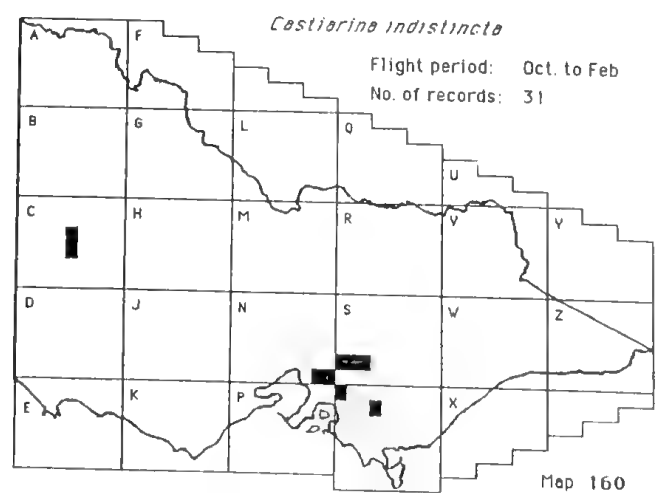 Castiarina indistincta
Flight period: Oct. to Feb
No. of records: 31
A F
B G L Q
U
C H M R V Y
D J N S W Z
E K P X
Map 160